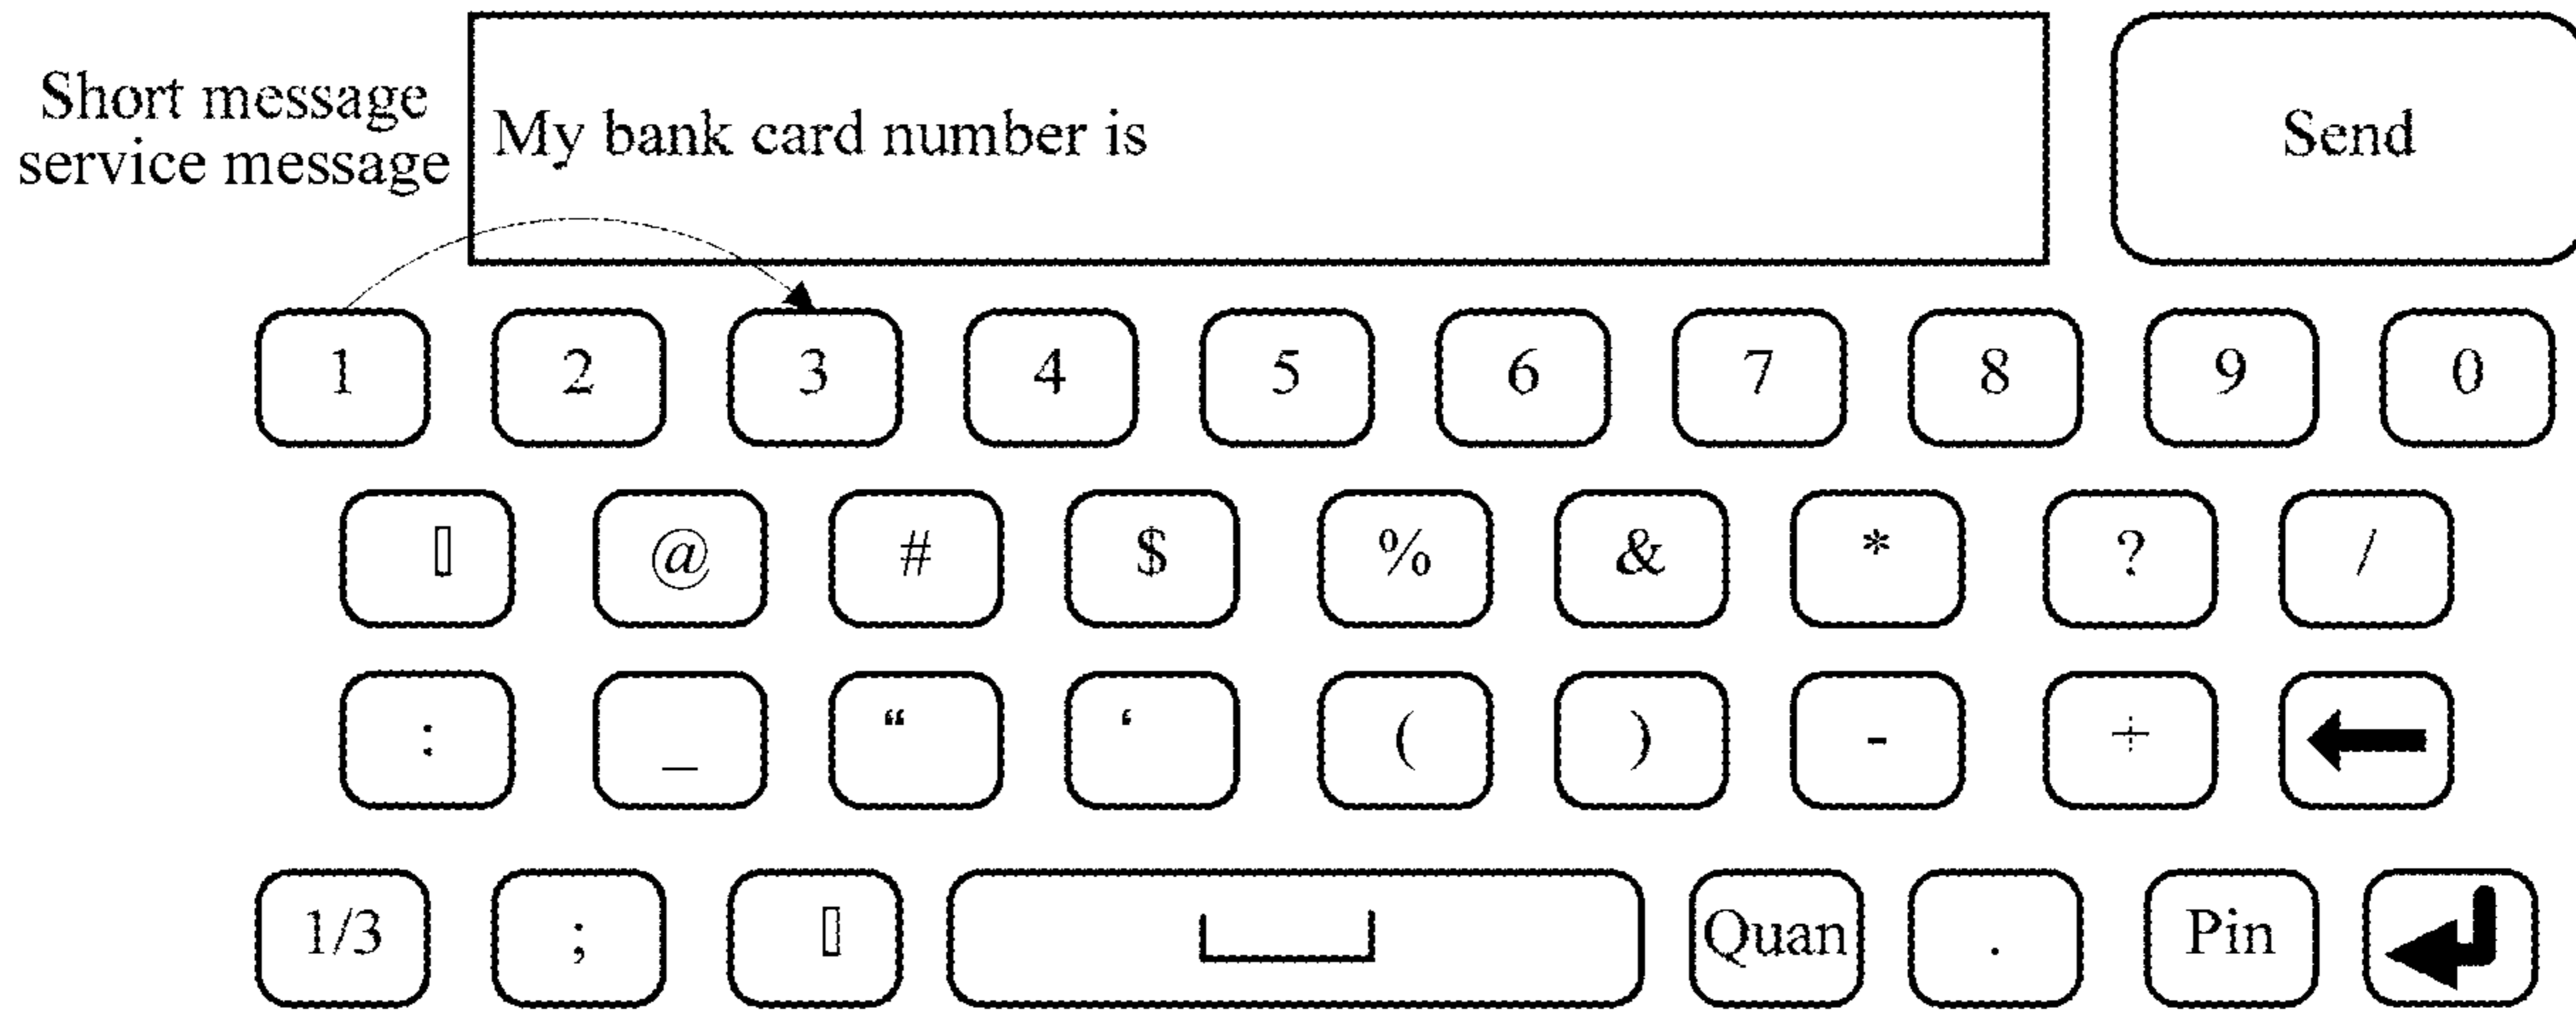 Short message
service message
My bank card number is
Send
1 2 3 4 5 6 7 8 9 0
▯ @ # $ % & * ? /
: _ “ ‘ ( ) - ÷
1/3 ; ▯ Quan . Pin